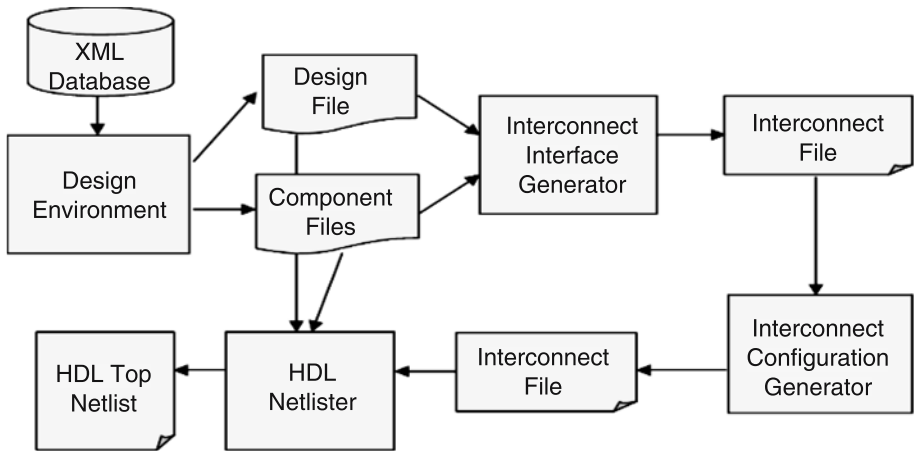 XML
Database
Design
File
Interconnect
Interface
Generator
Interconnect
File
Design
Environment
Component
Files
HDL Top
Netlist
HDL
Netlister
Interconnect
File
Interconnect
Configuration
Generator